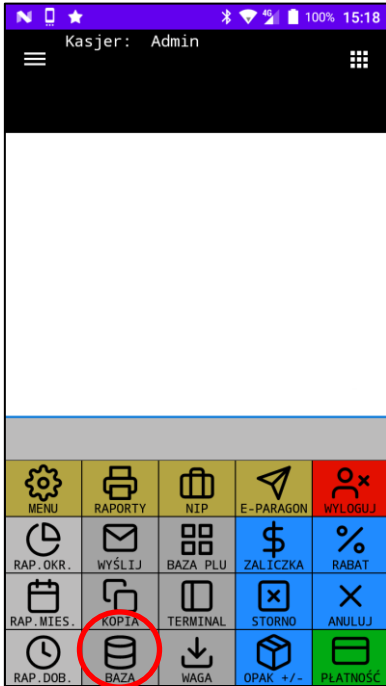 4G 100% 15:18
Kasjer: Admin
MENU RAPORTY NIP E-PARAGON WYLOGUJ
RAP.OKR. WYŚLIJ BAZA PLU ZALICZKA RABAT
RAP.MIES. KOPIA TERMINAL STORNO ANULUJ
RAP.DOB. BAZA WAGA OPAK +/- PŁATNOŚĆ